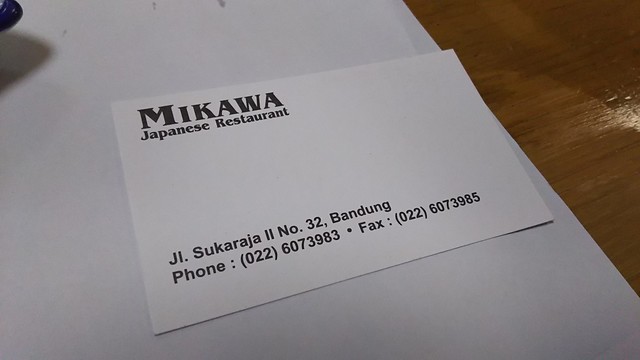 MIKAWA
Japanese Restaurant
Jl. Sukaraja II No. 32, Bandung
Phone : (022) 6073983 • Fax : (022) 6073985